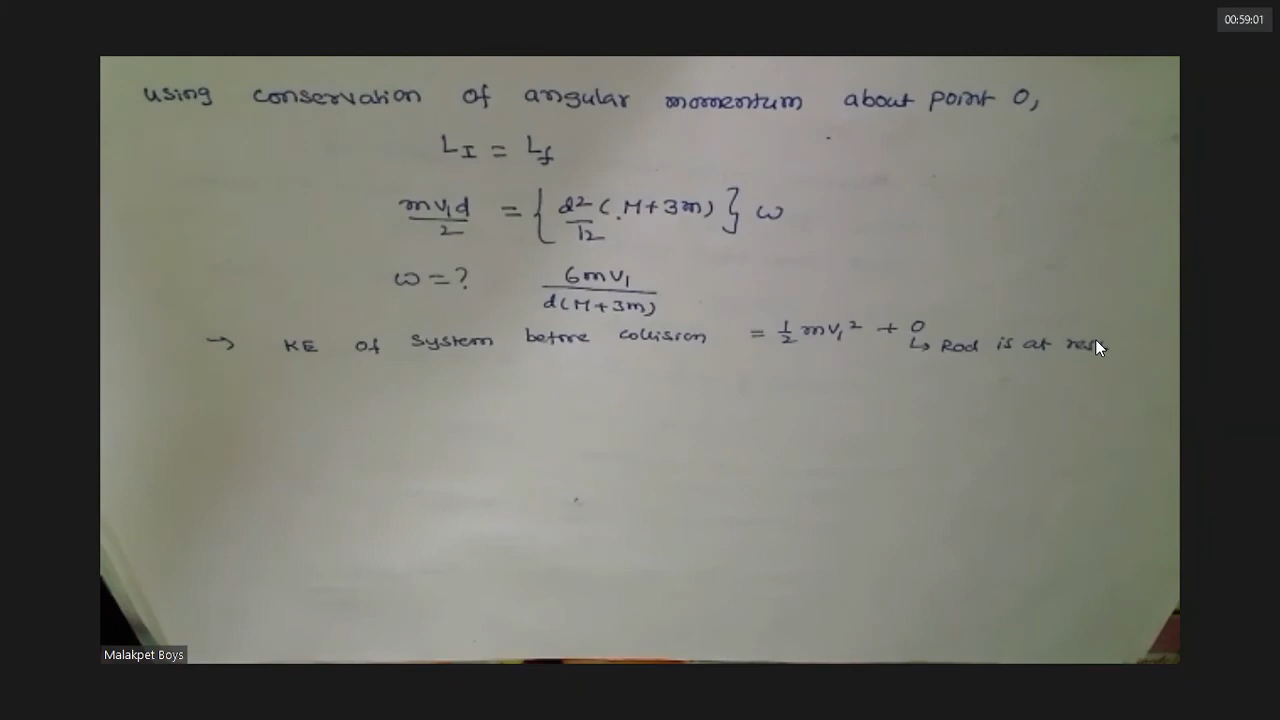 00:59:01
using conservation of angular momentum about point O,
L_I = L_f
mv₁d/2 = { d²/12 (M+3m) } ω
ω = ? 6mv₁/d(M+3m)
→ KE of system before collision = 1/2 mv₁² + 0
↳ Rod is at rest
Malakpet Boys